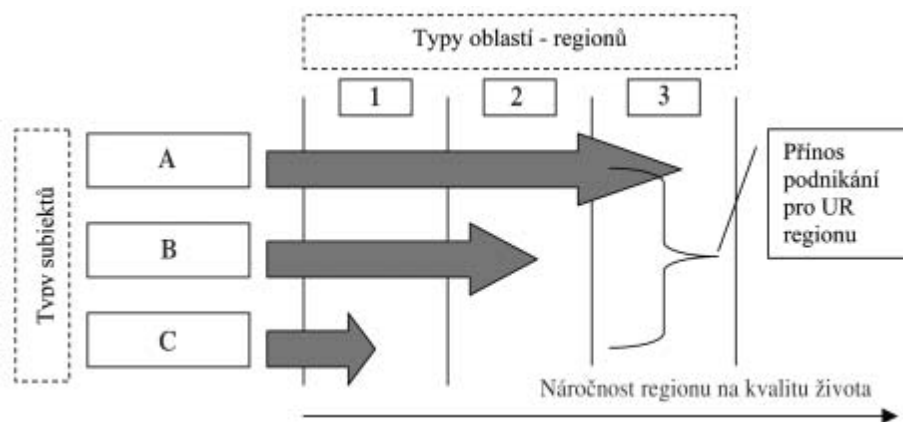 Typy oblastí - regionů
1
2
3
A
B
C
Typy subjektů
Přínos
podnikání
pro UR
regionu
Náročnost regionu na kvalitu života